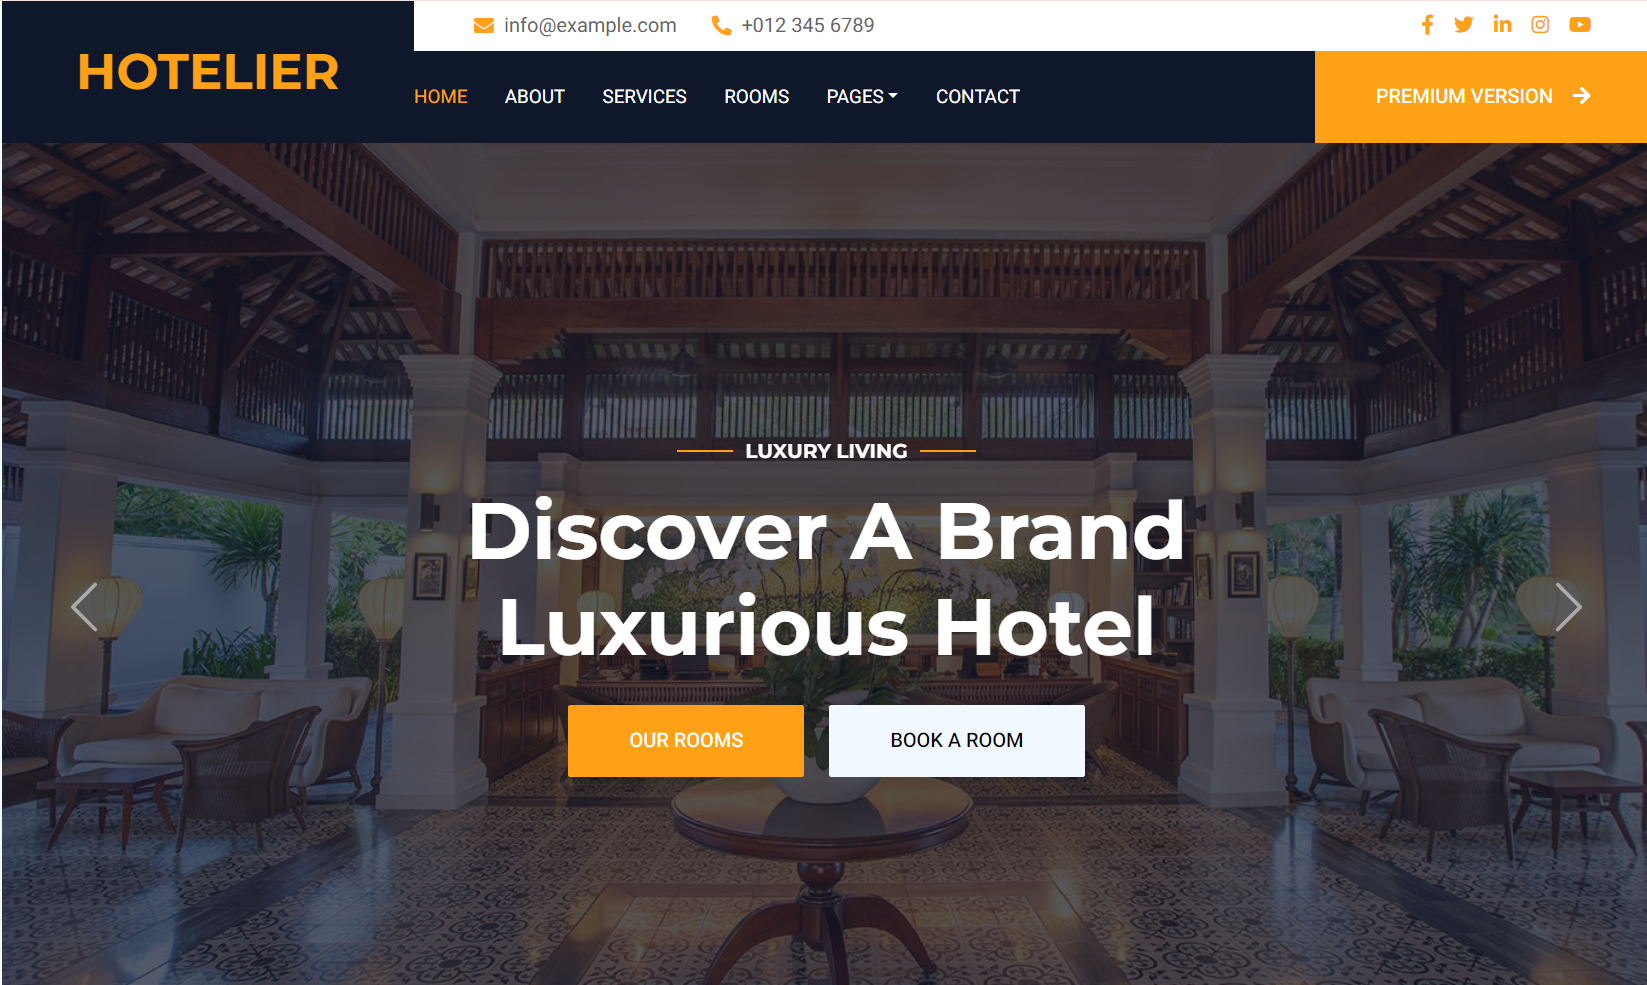 HOTELIER
info@example.com +012 345 6789
HOME ABOUT SERVICES ROOMS PAGES CONTACT PREMIUM VERSION
LUXURY LIVING
Discover A Brand
Luxurious Hotel
OUR ROOMS BOOK A ROOM